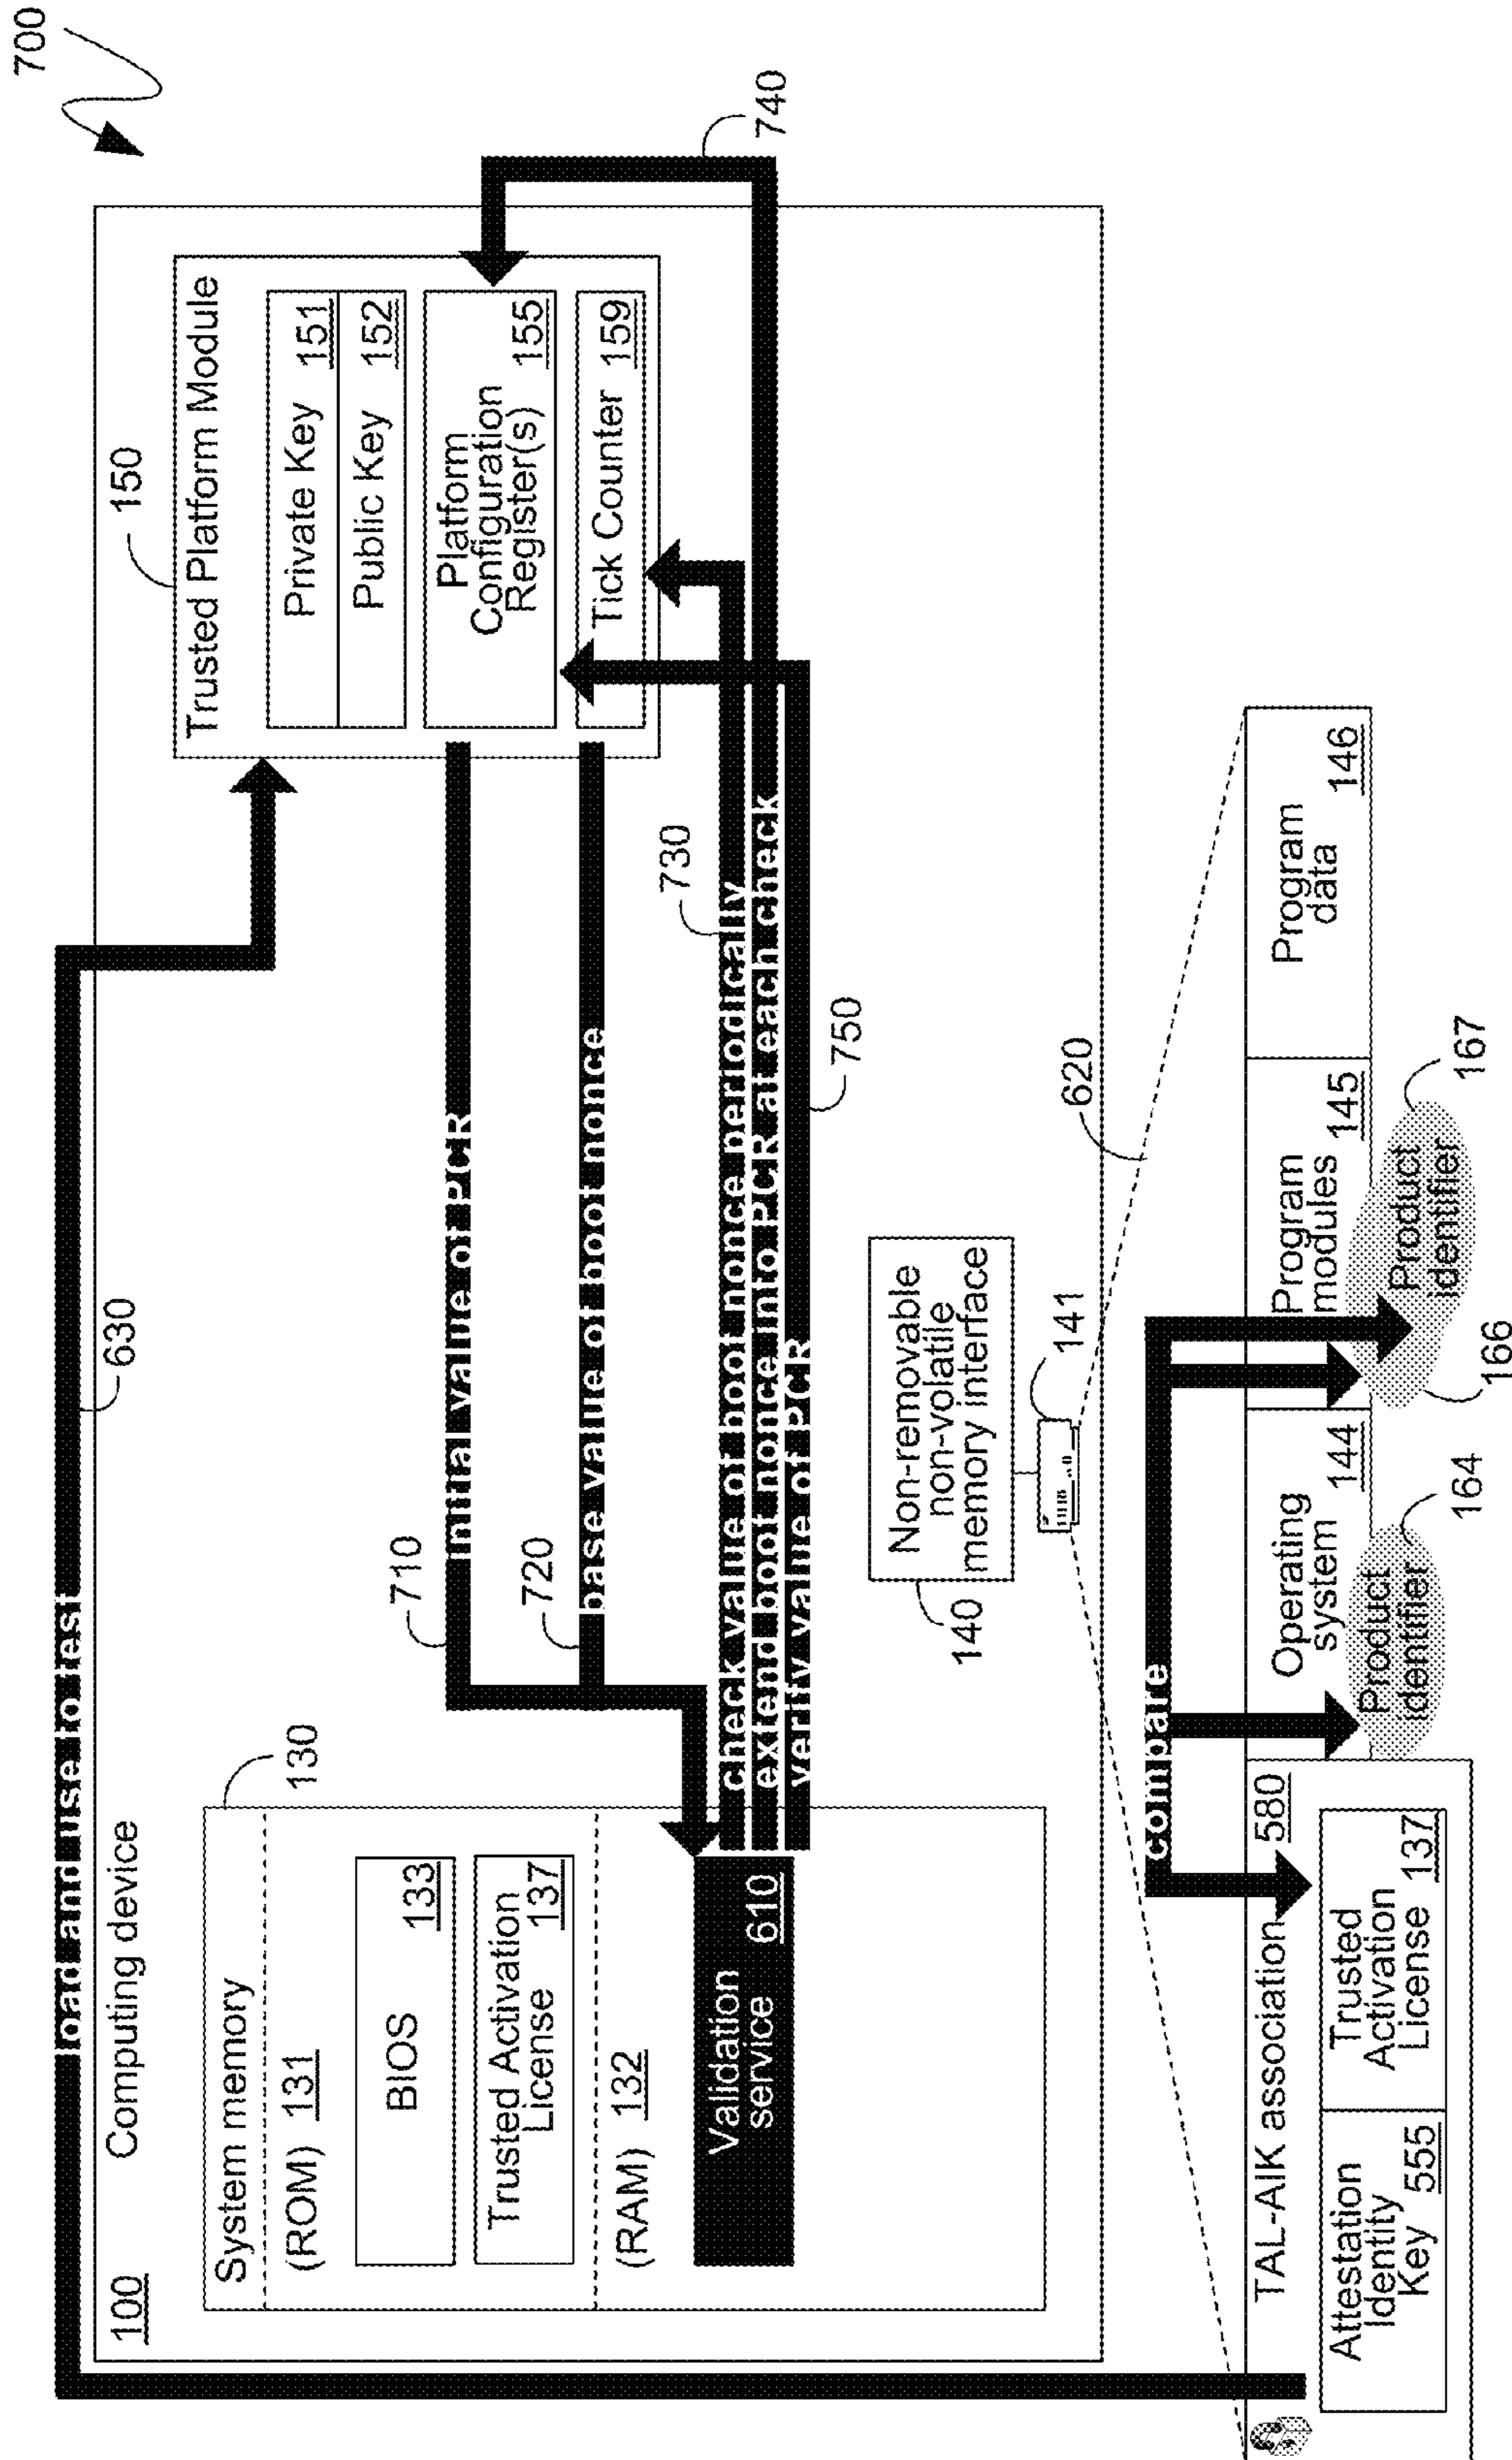 700
load and use to test
630
100
Computing device
System memory
130
(ROM) 131
BIOS
133
Trusted Activation
License 137
(RAM) 132
Validation
service 610
150
Trusted Platform Module
Private Key 151
Public Key 152
Platform
Configuration
Register(s) 155
Tick Counter 159
710
initial value of PCR
720
base value of boot nonce
730
check value of boot nonce periodically
extend boot nonce into PCR at each check
verify value of PCR
740
750
Non-removable
non-volatile
memory interface
140
141
620
Compare
TAL-AIK association 580
Attestation
Identity
Key 555
Trusted
Activation
License 137
Operating
system 144
Product
identifier
164
Program
modules 145
Product
identifier
166
167
Program
data 146